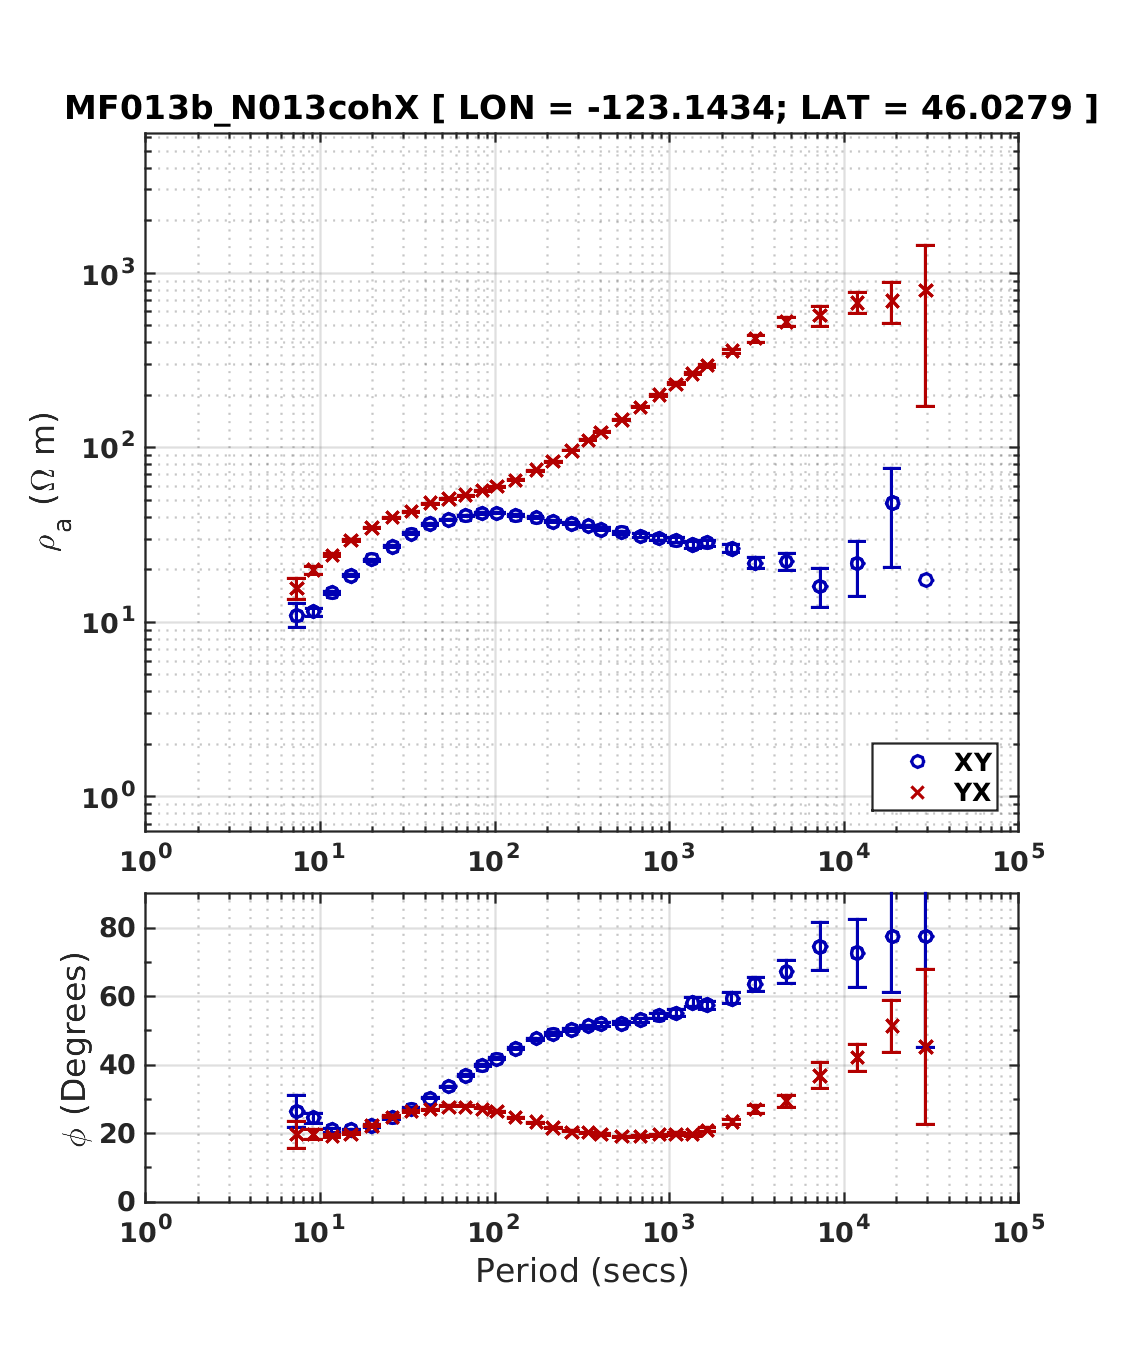 MF013b_N013cohX [ LON = -123.1434; LAT = 46.0279 ]
10³
10²
10¹
10⁰
ρa (Ω m)
XY
YX
10⁰ 10¹ 10² 10³ 10⁴ 10⁵
80
60
40
20
0
ϕ (Degrees)
10⁰ 10¹ 10² 10³ 10⁴ 10⁵
Period (secs)